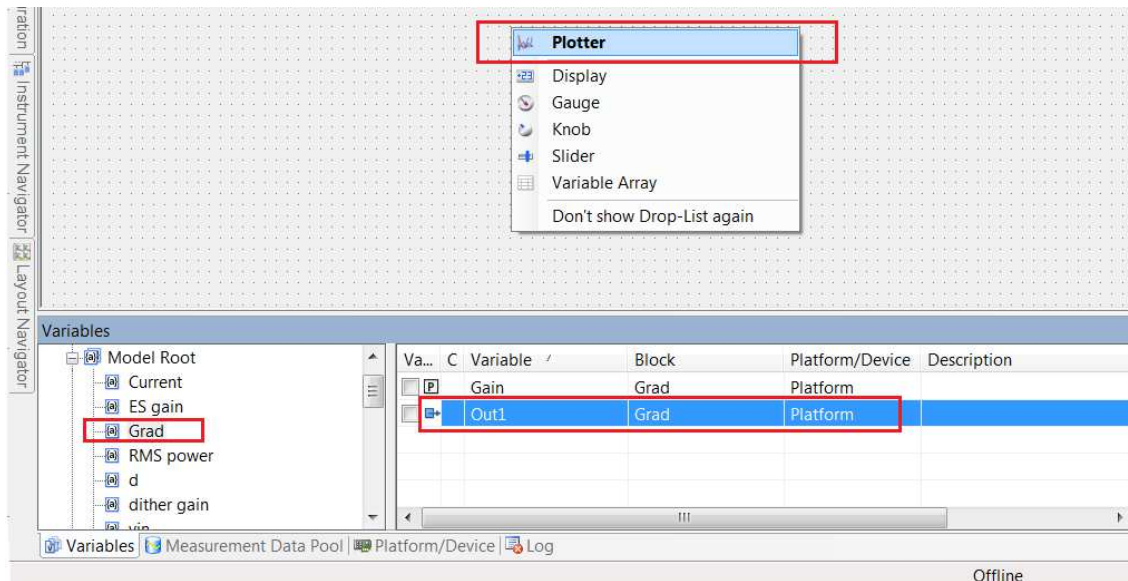 ration
Instrument Navigator
Layout Navigator
Plotter
Display
Gauge
Knob
Slider
Variable Array
Don't show Drop-List again
Variables
Model Root
Current
ES gain
Grad
RMS power
d
dither gain
vin
Va... C Variable Block Platform/Device Description
P Gain Grad Platform
Out1 Grad Platform
Variables Measurement Data Pool Platform/Device Log
Offline